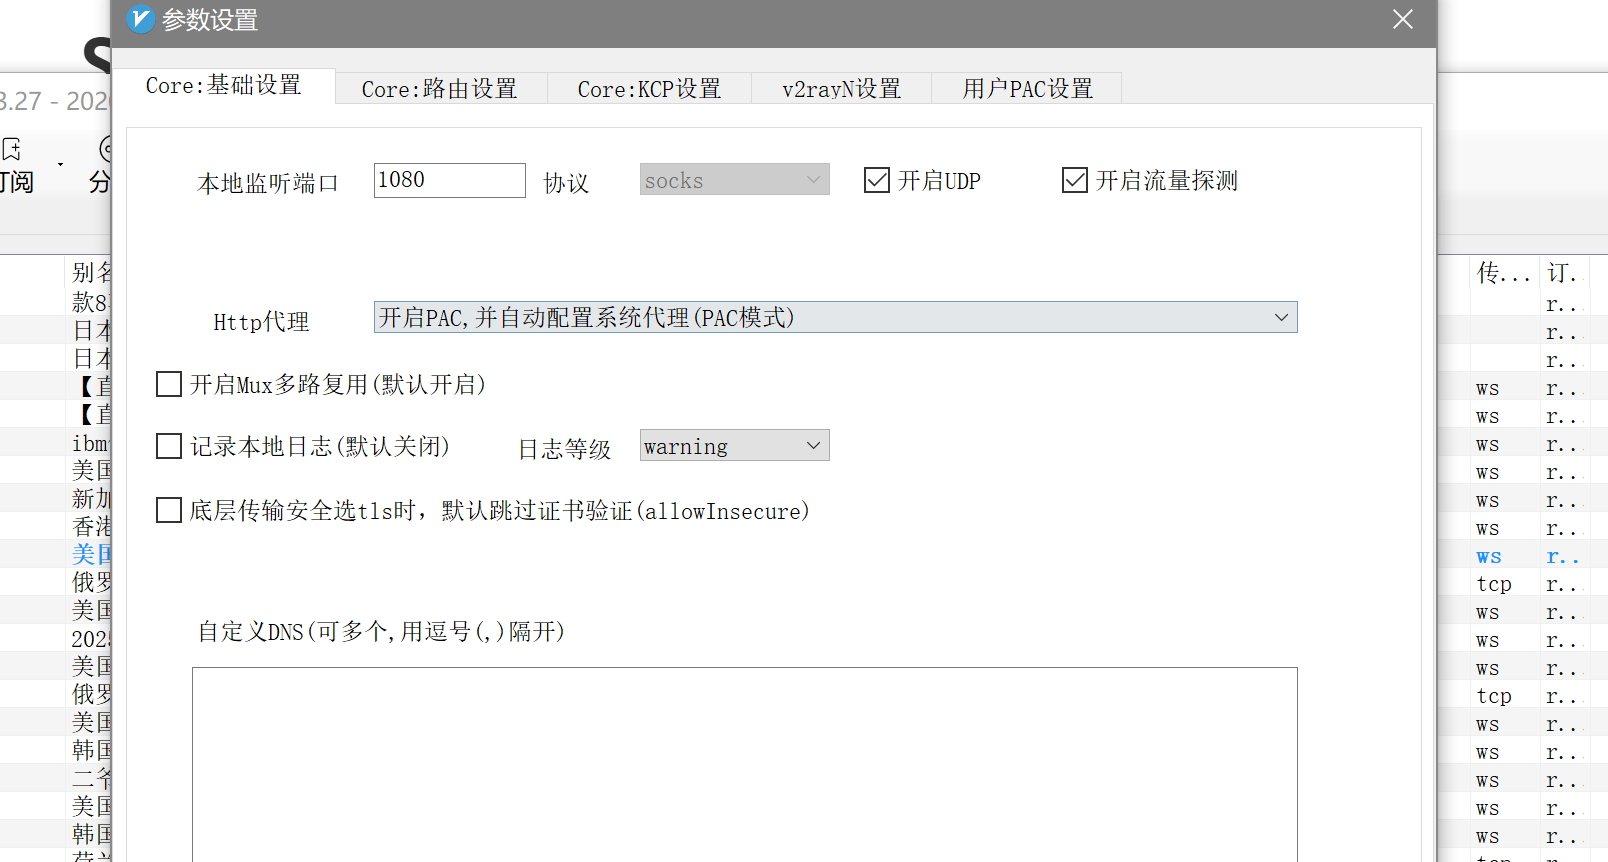 参数设置
3.27 - 202
订阅
分
Core:基础设置
Core:路由设置
Core:KCP设置
v2rayN设置
用户PAC设置
本地监听端口
1080
协议
socks
开启UDP
开启流量探测
Http代理
开启PAC,并自动配置系统代理(PAC模式)
开启Mux多路复用(默认开启)
记录本地日志(默认关闭)
日志等级
warning
底层传输安全选tls时，默认跳过证书验证(allowInsecure)
自定义DNS(可多个,用逗号(,)隔开)
别名 传... 订.
款8 r...
日本 r...
日本 r...
【直 ws r...
【直 ws r...
ibm ws r...
美国 ws r...
新加 ws r...
香港 ws r...
美国 ws r..
俄罗 tcp r...
美国 ws r...
202 ws r...
美国 ws r...
俄罗 tcp r...
美国 ws r...
韩国 ws r...
二爷 ws r...
美国 ws r...
韩国 ws r...